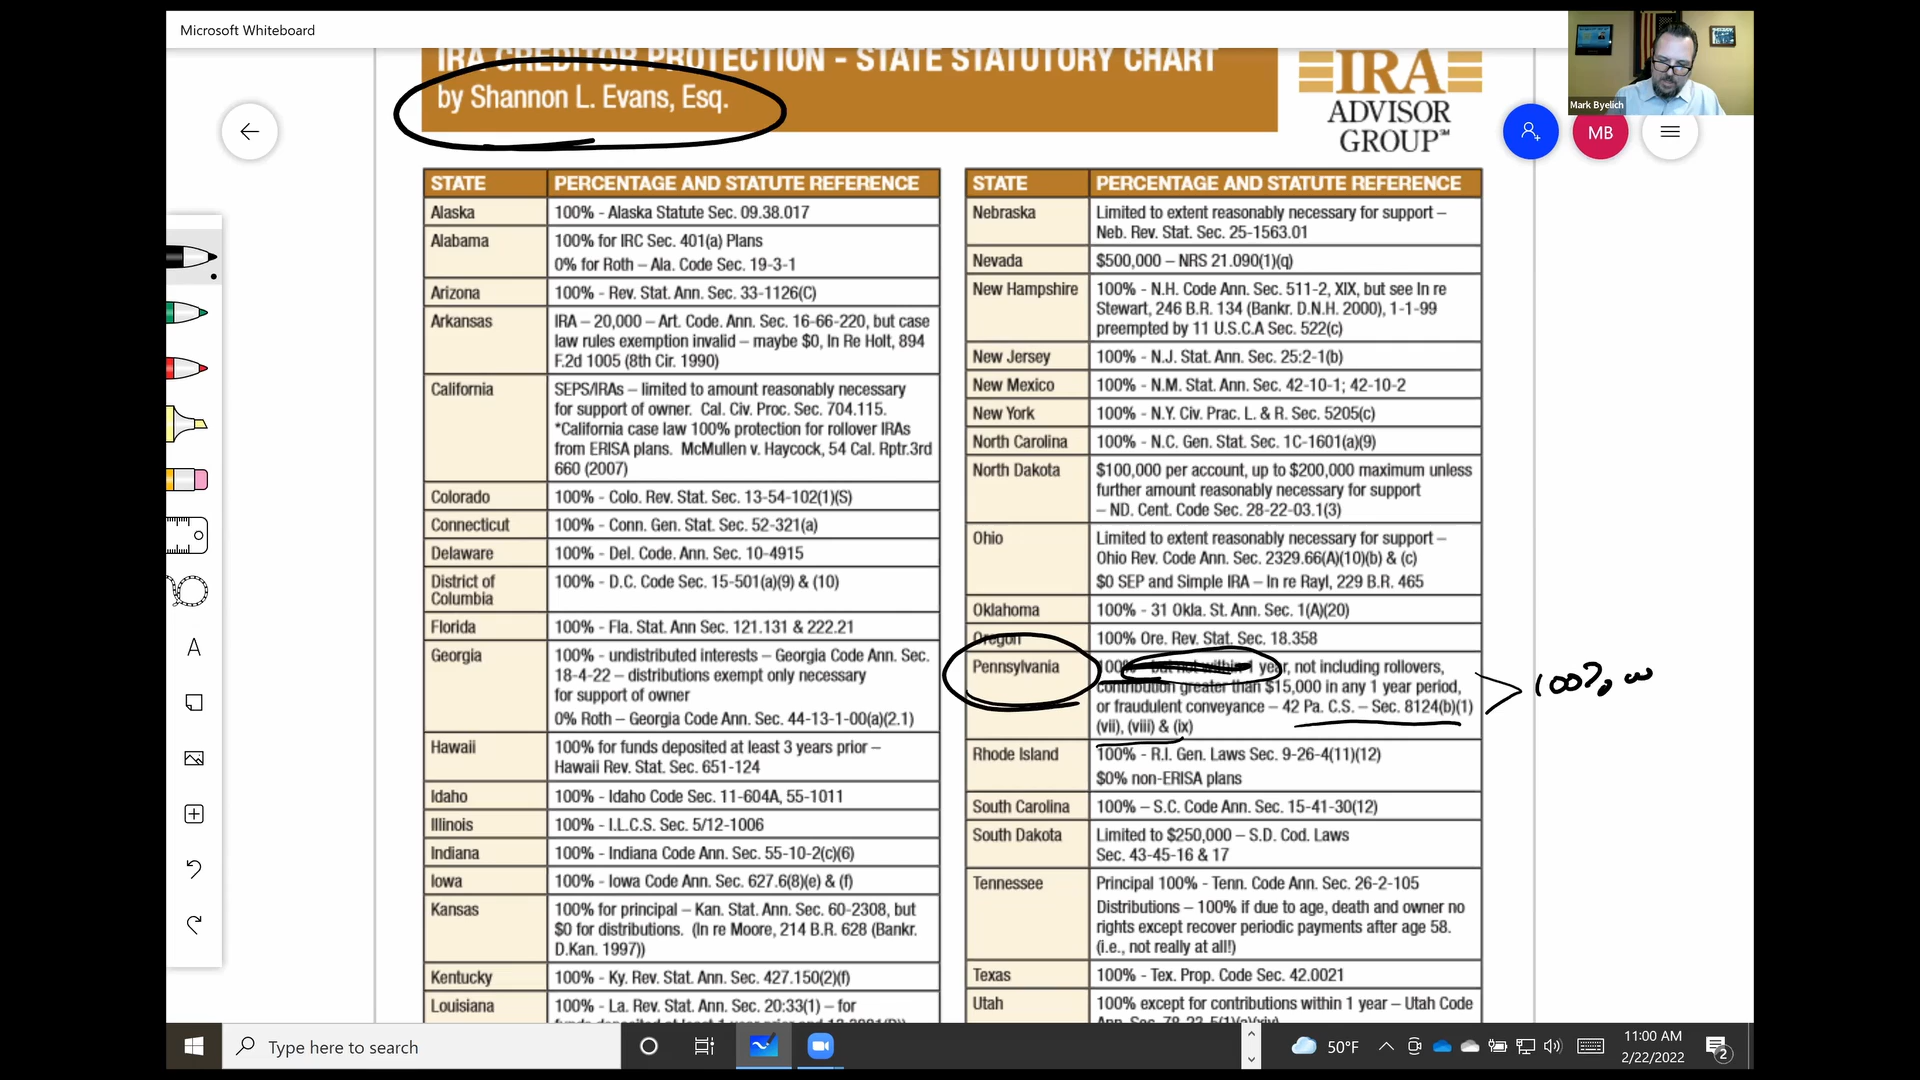 Microsoft Whiteboard
IRA CREDITOR PROTECTION - STATE STATUTORY CHART
by Shannon L. Evans, Esq.
IRA
ADVISOR
GROUP℠
Mark Byelich
MB
STATE
PERCENTAGE AND STATUTE REFERENCE
Alaska
100% - Alaska Statute Sec. 09.38.017
Alabama
100% for IRC Sec. 401(a) Plans
0% for Roth – Ala. Code Sec. 19-3-1
Arizona
100% - Rev. Stat. Ann. Sec. 33-1126(C)
Arkansas
IRA – 20,000 – Art. Code. Ann. Sec. 16-66-220, but case
law rules exemption invalid – maybe $0, In Re Holt, 894
F.2d 1005 (8th Cir. 1990)
California
SEPS/IRAs – limited to amount reasonably necessary
for support of owner. Cal. Civ. Proc. Sec. 704.115.
*California case law 100% protection for rollover IRAs
from ERISA plans. McMullen v. Haycock, 54 Cal. Rptr.3rd
660 (2007)
Colorado
100% - Colo. Rev. Stat. Sec. 13-54-102(1)(S)
Connecticut
100% - Conn. Gen. Stat. Sec. 52-321(a)
Delaware
100% - Del. Code. Ann. Sec. 10-4915
District of
Columbia
100% - D.C. Code Sec. 15-501(a)(9) & (10)
Florida
100% - Fla. Stat. Ann Sec. 121.131 & 222.21
Georgia
100% - undistributed interests – Georgia Code Ann. Sec.
18-4-22 – distributions exempt only necessary
for support of owner
0% Roth – Georgia Code Ann. Sec. 44-13-1-00(a)(2.1)
Hawaii
100% for funds deposited at least 3 years prior –
Hawaii Rev. Stat. Sec. 651-124
Idaho
100% - Idaho Code Sec. 11-604A, 55-1011
Illinois
100% - I.L.C.S. Sec. 5/12-1006
Indiana
100% - Indiana Code Ann. Sec. 55-10-2(c)(6)
Iowa
100% - Iowa Code Ann. Sec. 627.6(8)(e) & (f)
Kansas
100% for principal – Kan. Stat. Ann. Sec. 60-2308, but
$0 for distributions. (In re Moore, 214 B.R. 628 (Bankr.
D.Kan. 1997))
Kentucky
100% - Ky. Rev. Stat. Ann. Sec. 427.150(2)(f)
Louisiana
100% - La. Rev. Stat. Ann. Sec. 20:33(1) – for
STATE
PERCENTAGE AND STATUTE REFERENCE
Nebraska
Limited to extent reasonably necessary for support –
Neb. Rev. Stat. Sec. 25-1563.01
Nevada
$500,000 – NRS 21.090(1)(q)
New Hampshire
100% - N.H. Code Ann. Sec. 511-2, XIX, but see In re
Stewart, 246 B.R. 134 (Bankr. D.N.H. 2000), 1-1-99
preempted by 11 U.S.C.A Sec. 522(c)
New Jersey
100% - N.J. Stat. Ann. Sec. 25:2-1(b)
New Mexico
100% - N.M. Stat. Ann. Sec. 42-10-1; 42-10-2
New York
100% - N.Y. Civ. Prac. L. & R. Sec. 5205(c)
North Carolina
100% - N.C. Gen. Stat. Sec. 1C-1601(a)(9)
North Dakota
$100,000 per account, up to $200,000 maximum unless
further amount reasonably necessary for support
– ND. Cent. Code Sec. 28-22-03.1(3)
Ohio
Limited to extent reasonably necessary for support –
Ohio Rev. Code Ann. Sec. 2329.66(A)(10)(b) & (c)
$0 SEP and Simple IRA – In re Rayl, 229 B.R. 465
Oklahoma
100% - 31 Okla. St. Ann. Sec. 1(A)(20)
Oregon
100% Ore. Rev. Stat. Sec. 18.358
Pennsylvania
100% - but not within 1 year, not including rollovers,
contribution greater than $15,000 in any 1 year period,
or fraudulent conveyance – 42 Pa. C.S. – Sec. 8124(b)(1)
(vii), (viii) & (ix)
100%
Rhode Island
100% - R.I. Gen. Laws Sec. 9-26-4(11)(12)
$0% non-ERISA plans
South Carolina
100% – S.C. Code Ann. Sec. 15-41-30(12)
South Dakota
Limited to $250,000 – S.D. Cod. Laws
Sec. 43-45-16 & 17
Tennessee
Principal 100% - Tenn. Code Ann. Sec. 26-2-105
Distributions – 100% if due to age, death and owner no
rights except recover periodic payments after age 58.
(i.e., not really at all!)
Texas
100% - Tex. Prop. Code Sec. 42.0021
Utah
100% except for contributions within 1 year – Utah Code
Type here to search
50°F
11:00 AM
2/22/2022
2